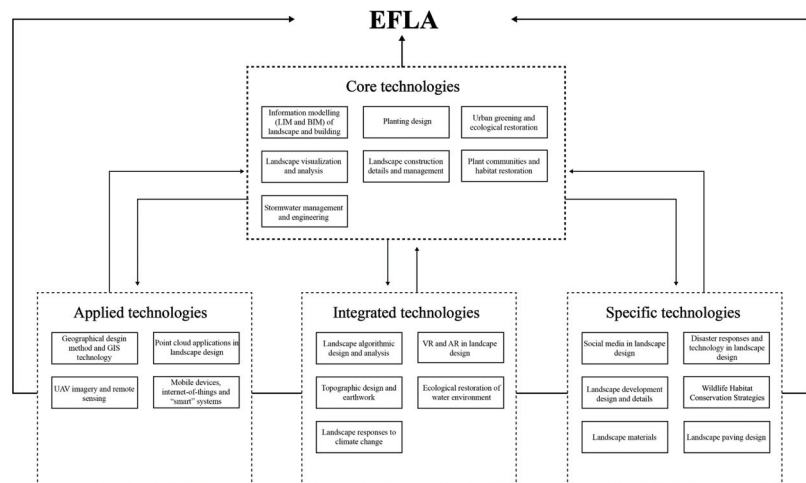 EFLA
Core technologies
Information modelling
(LIM and BIM) of
landscape and building
Planting design
Urban greening and
ecological restoration
Landscape visualization
and analysis
Landscape construction
details and management
Plant communities and
habitat restoration
Stormwater management
and engineering
Applied technologies
Geographical desgin
method and GIS
technology
Point cloud applications in
landscape design
UAV imagery and remote
sensing
Mobile devices,
internet-of-things and
“smart” systems
Integrated technologies
Landscape algorithmic
design and analysis
VR and AR in landcape
design
Topographic design and
earthwork
Ecological restoration of
water environment
Landscape responses to
climate change
Specific technologies
Social media in landscape
design
Disaster responses and
technology in landscape
design
Landscape development
design and details
Wildlife Habitat
Conservation Strategies
Landscape materials
Landscape paving design